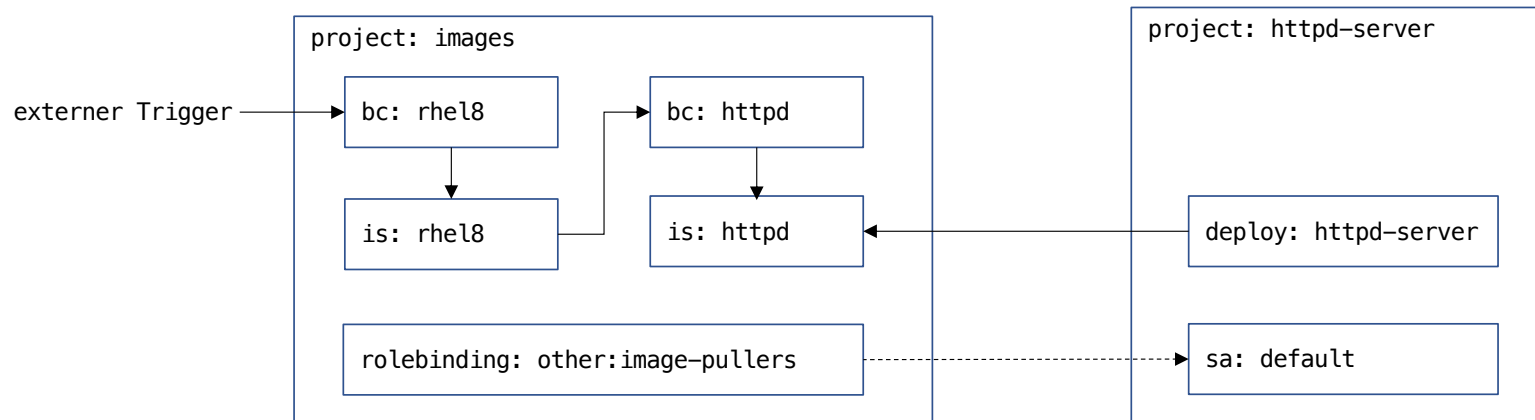 project: images
project: httpd-server
externer Trigger
bc: rhel8
bc: httpd
is: rhel8
is: httpd
deploy: httpd-server
rolebinding: other:image-pullers
sa: default